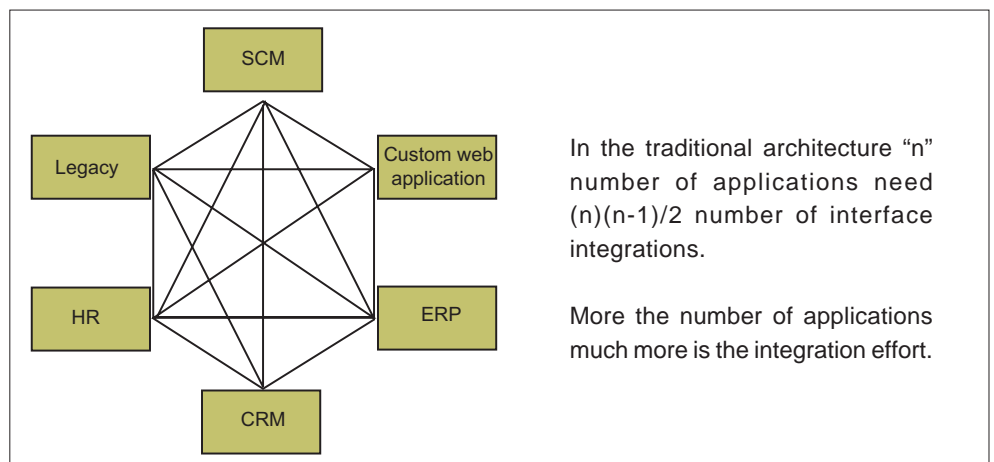 SCM
Legacy
Custom web
application
HR
ERP
CRM
In the traditional architecture “n”
number of applications need
(n)(n-1)/2 number of interface
integrations.
More the number of applications
much more is the integration effort.